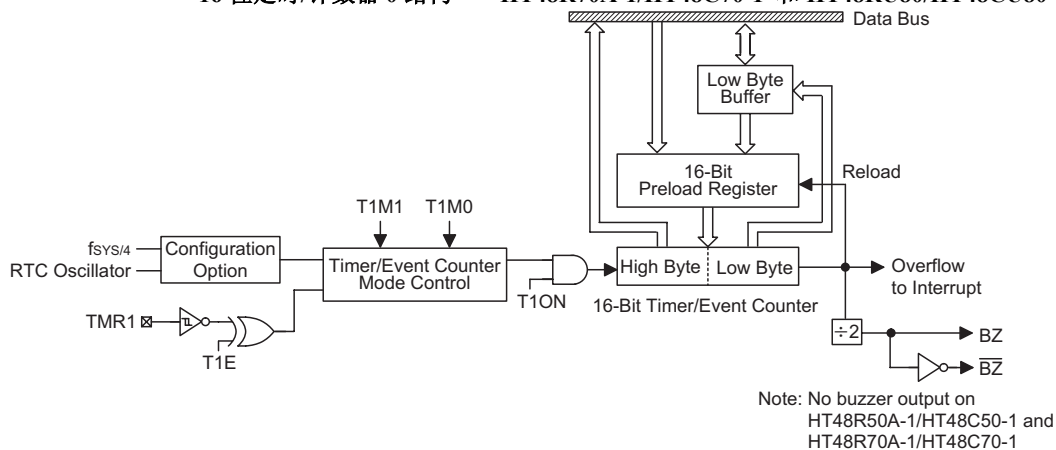 Data Bus
Low Byte
Buffer
16-Bit
Preload Register
Reload
T1M1 T1M0
fSYS/4
RTC Oscillator
Configuration
Option
Timer/Event Counter
Mode Control
T1ON
High Byte
Low Byte
Overflow
to Interrupt
16-Bit Timer/Event Counter
TMR1
T1E
÷2
BZ
B̅Z̅
Note: No buzzer output on
HT48R50A-1/HT48C50-1 and
HT48R70A-1/HT48C70-1